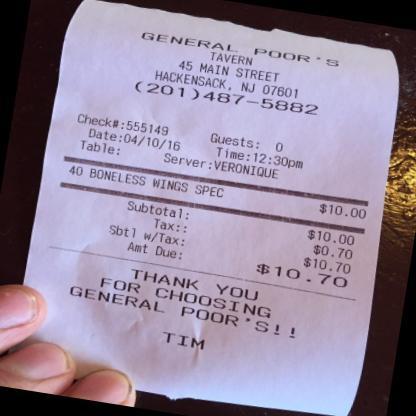 GENERAL POOR'S
TAVERN
45 MAIN STREET
HACKENSACK, NJ 07601
(201)487-5882
Check#:555149 Guests: 0
Date:04/10/16 Time:12:30pm
Table: Server:VERONIQUE
40 BONELESS WINGS SPEC $10.00
Subtotal: $10.00
Tax:: $0.70
Sbtl w/Tax: $10.70
Amt Due: $10.70
THANK YOU
FOR CHOOSING
GENERAL POOR'S!!
TIM